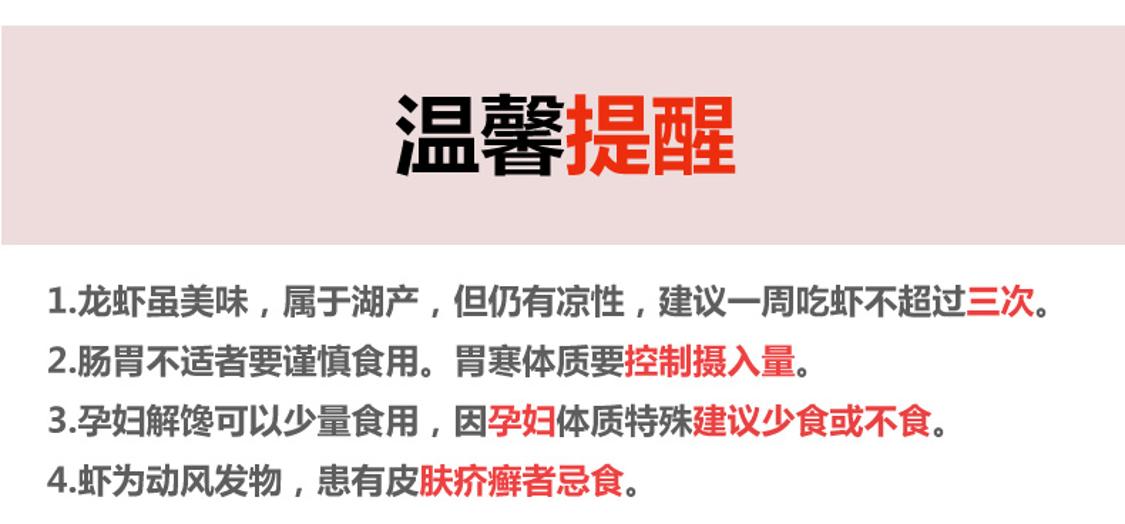 温馨提醒
1.龙虾虽美味，属于湖产，但仍有凉性，建议一周吃虾不超过三次。
2.肠胃不适者要谨慎食用。胃寒体质要控制摄入量。
3.孕妇解馋可以少量食用，因孕妇体质特殊建议少食或不食。
4.虾为动风发物，患有皮肤疥癣者忌食。